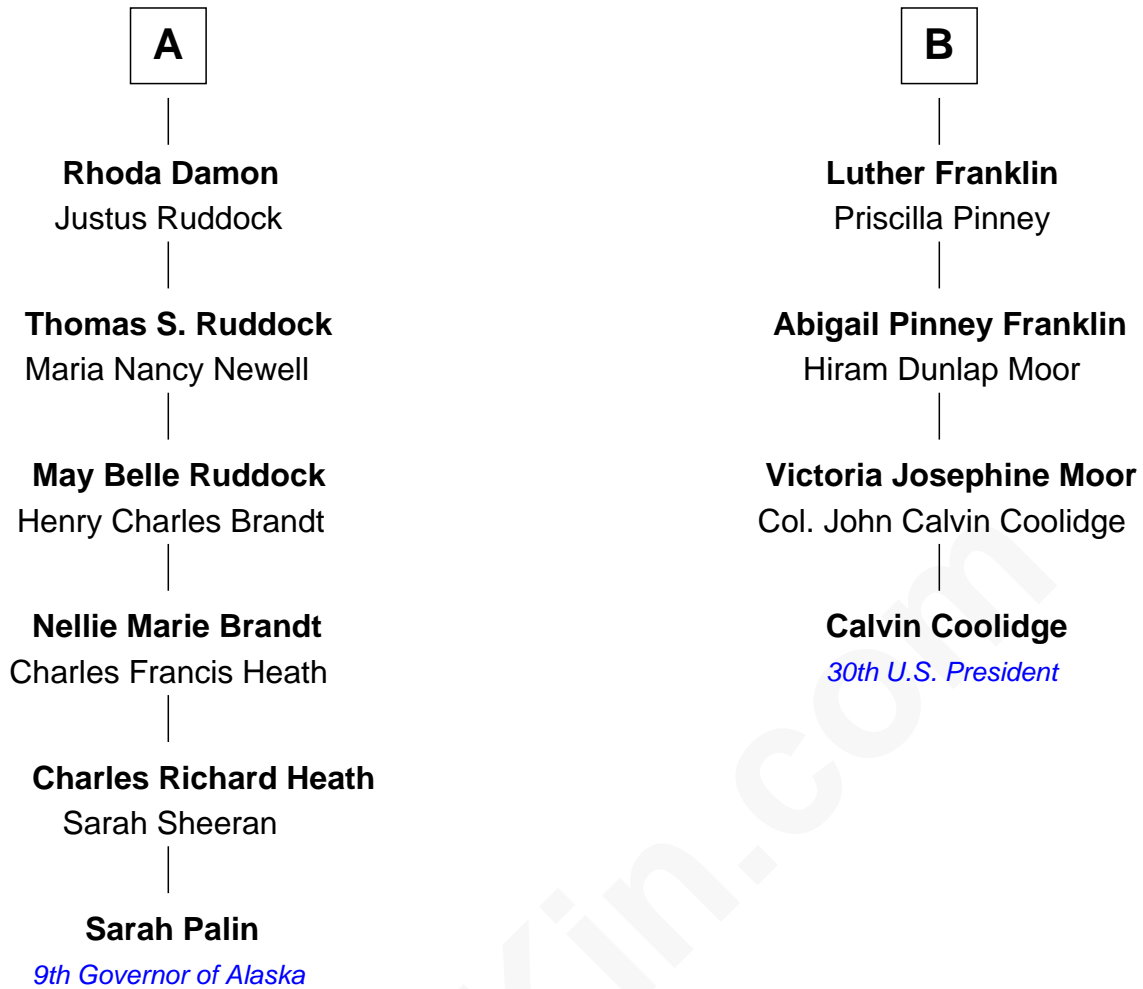 A
Rhoda Damon
Justus Ruddock
Thomas S. Ruddock
Maria Nancy Newell
May Belle Ruddock
Henry Charles Brandt
Nellie Marie Brandt
Charles Francis Heath
Charles Richard Heath
Sarah Sheeran
Sarah Palin
9th Governor of Alaska
B
Luther Franklin
Priscilla Pinney
Abigail Pinney Franklin
Hiram Dunlap Moor
Victoria Josephine Moor
Col. John Calvin Coolidge
Calvin Coolidge
30th U.S. President
Kin.com